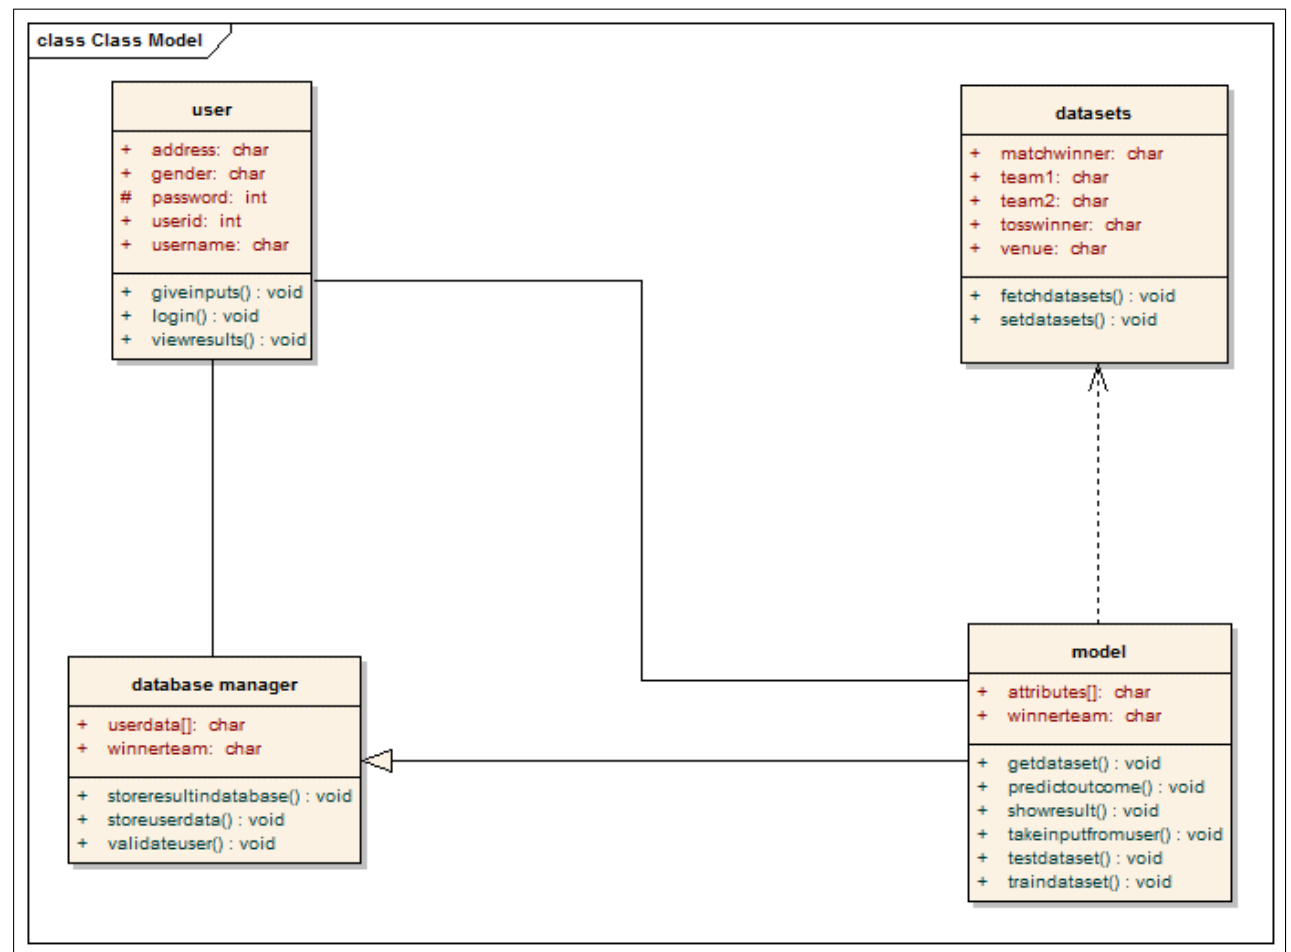 class Class Model
user
+ address: char
+ gender: char
# password: int
+ userid: int
+ username: char
+ giveinputs() : void
+ login() : void
+ viewresults() : void
datasets
+ matchwinner: char
+ team1: char
+ team2: char
+ tosswinner: char
+ venue: char
+ fetchdatasets() : void
+ setdatasets() : void
database manager
+ userdata[]: char
+ winnerteam: char
+ storeresultindatabase() : void
+ storeuserdata() : void
+ validateuser() : void
model
+ attributes[]: char
+ winnerteam: char
+ getdataset() : void
+ predictoutcome() : void
+ showresult() : void
+ takeinputfromuser() : void
+ testdataset() : void
+ traindataset() : void